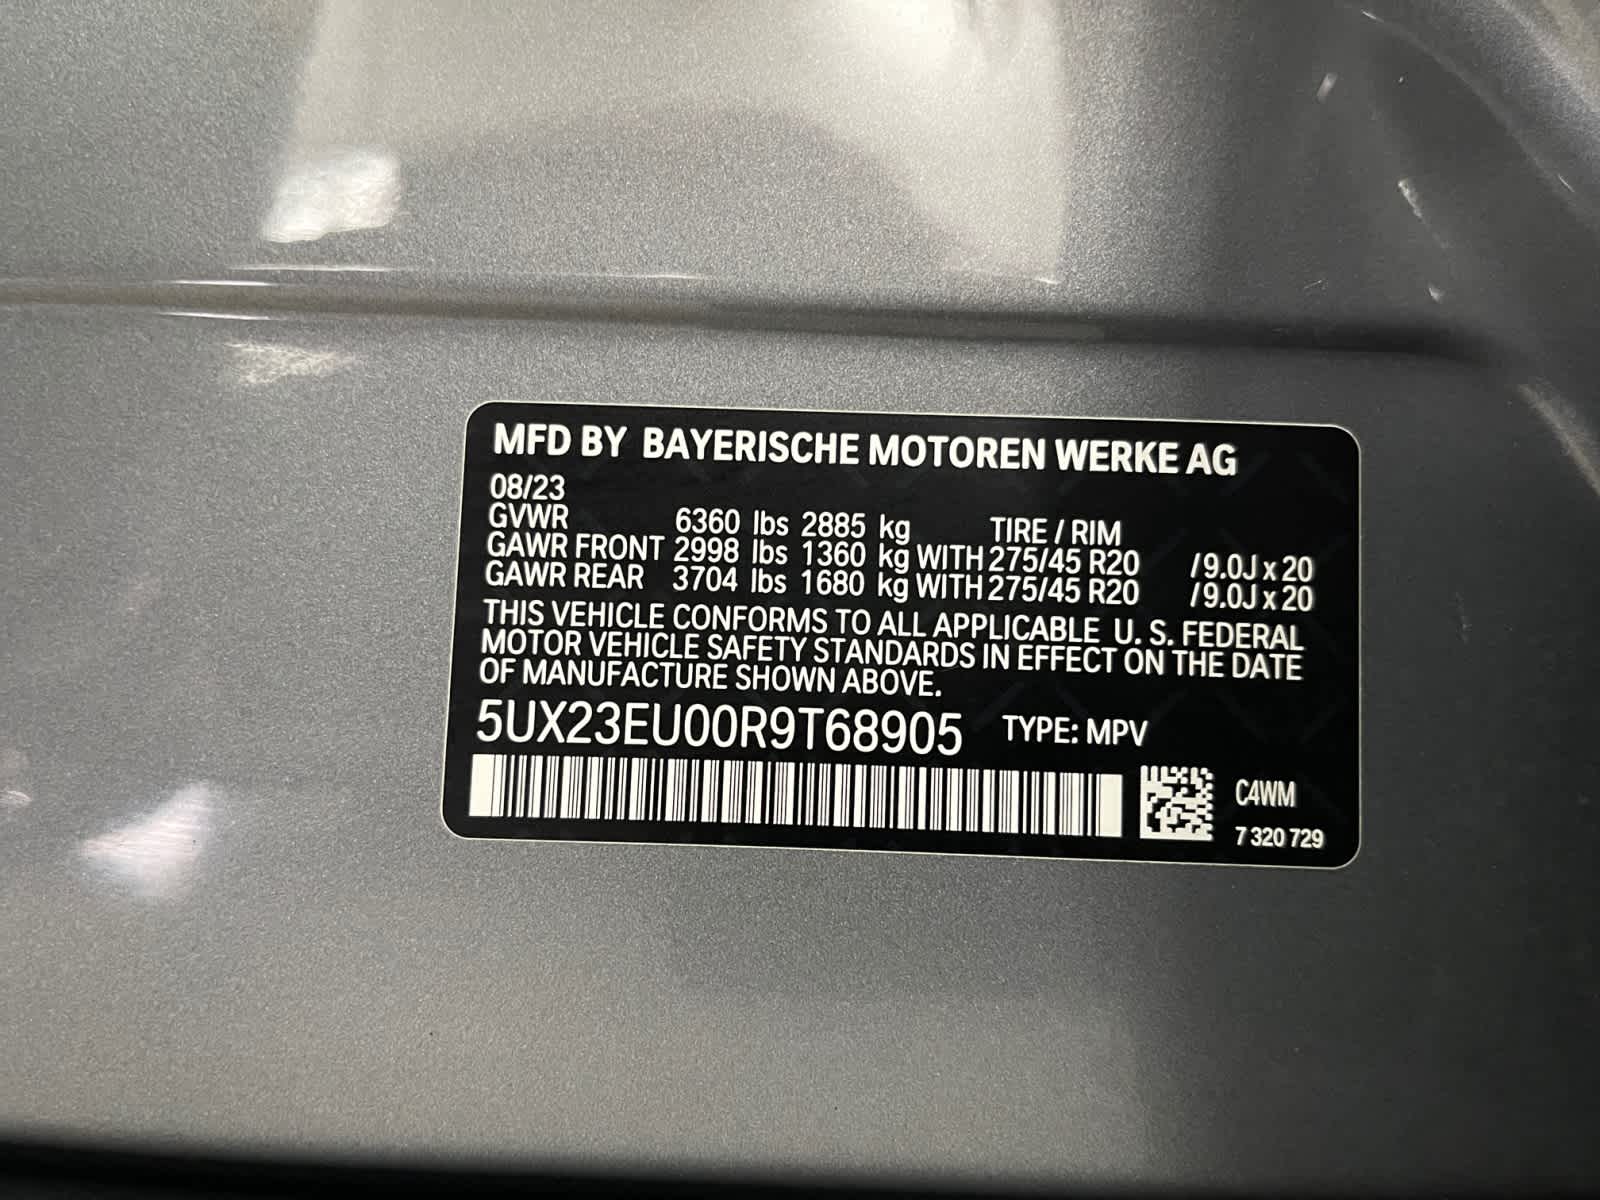 MFD BY BAYERISCHE MOTOREN WERKE AG
08/23
GVWR 6360 lbs 2885 kg TIRE / RIM
GAWR FRONT 2998 lbs 1360 kg WITH 275/45 R20 / 9.0J x 20
GAWR REAR 3704 lbs 1680 kg WITH 275/45 R20 / 9.0J x 20
THIS VEHICLE CONFORMS TO ALL APPLICABLE U. S. FEDERAL
MOTOR VEHICLE SAFETY STANDARDS IN EFFECT ON THE DATE
OF MANUFACTURE SHOWN ABOVE.
5UX23EU00R9T68905 TYPE: MPV
C4WM
7 320 729